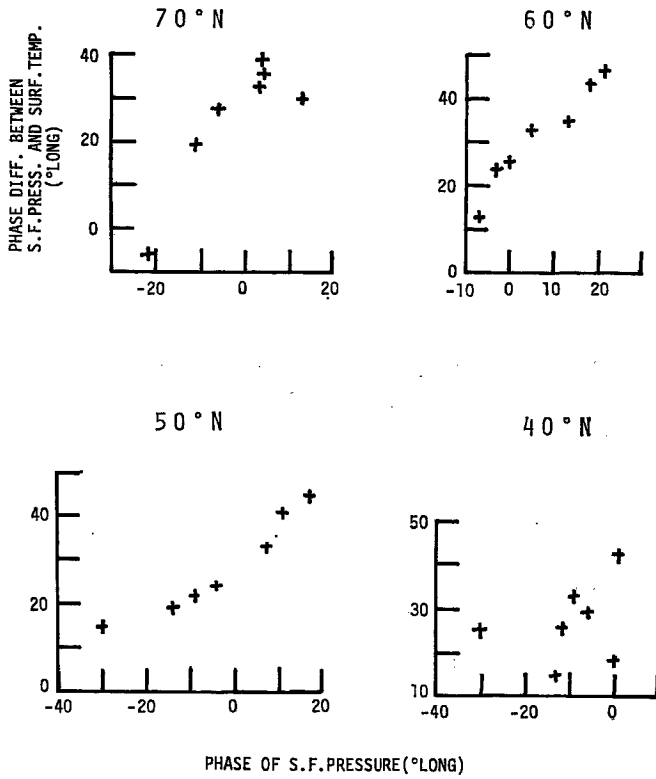 70°N
60°N
PHASE DIFF. BETWEEN
S.F.PRESS. AND SURF.TEMP.
(°LONG)
40
20
0
-20 0 20
40
20
0
-10 0 10 20
50°N
40°N
40
20
0
-40 -20 0 20
50
30
10
-40 -20 0
PHASE OF S.F.PRESSURE(°LONG)